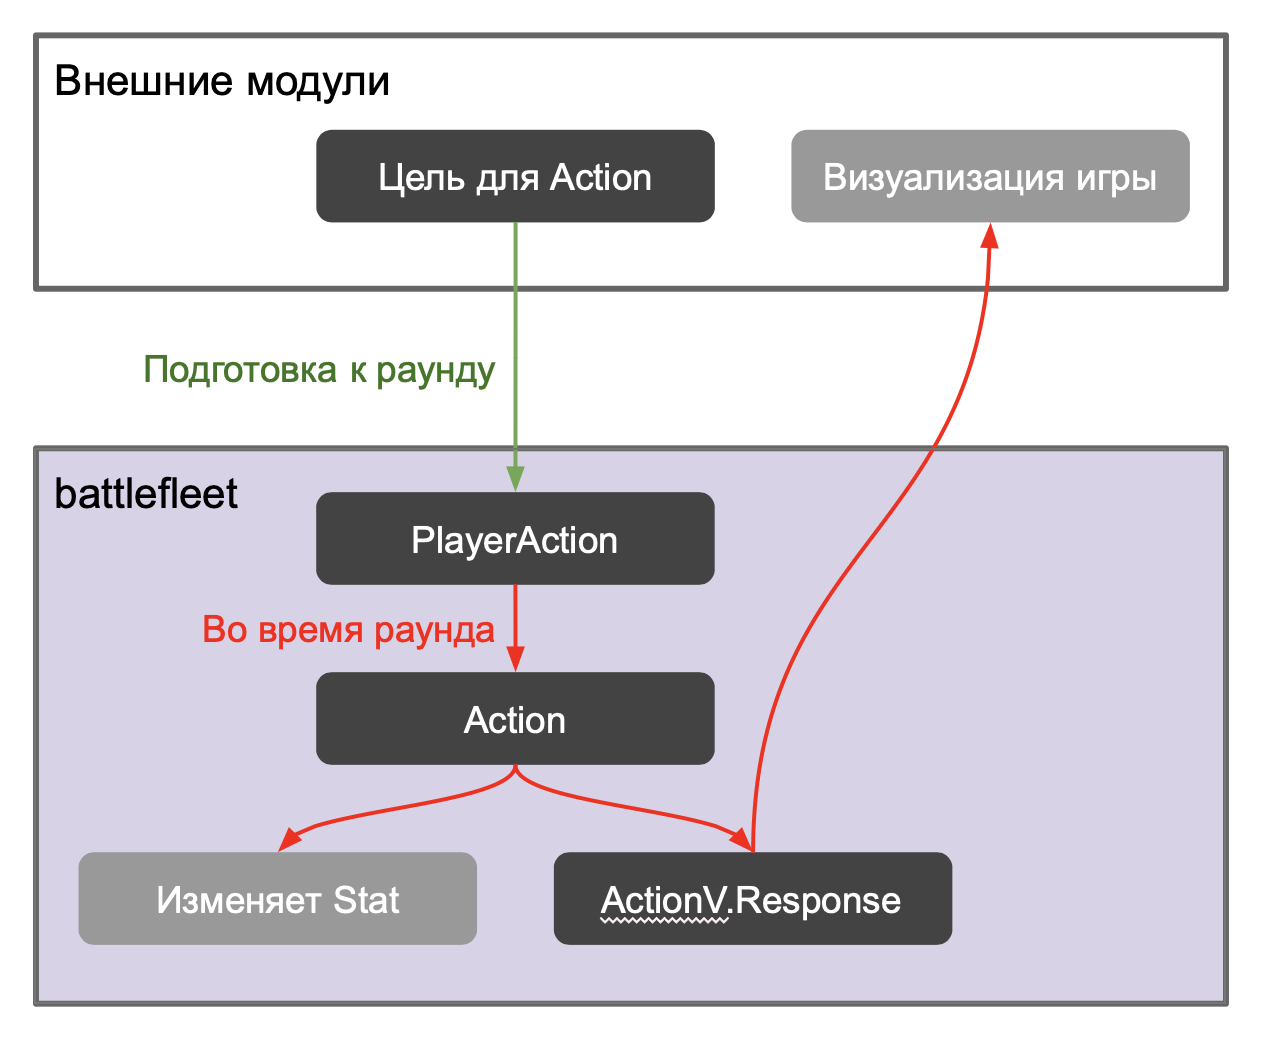 Внешние модули
Цель для Action
Визуализация игры
Подготовка к раунду
battlefleet
PlayerAction
Во время раунда
Action
Изменяет Stat
ActionV.Response